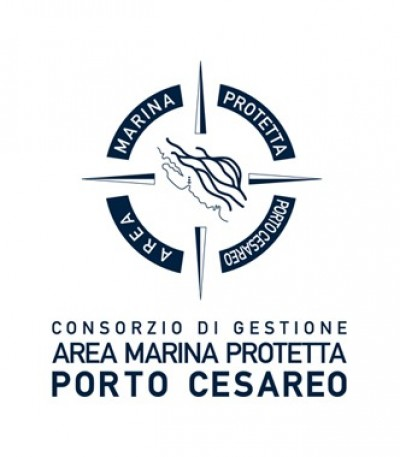 MARINA
PROTETTA
AREA
PORTO CESAREO
CONSORZIO DI GESTIONE
AREA MARINA PROTETTA
PORTO CESAREO